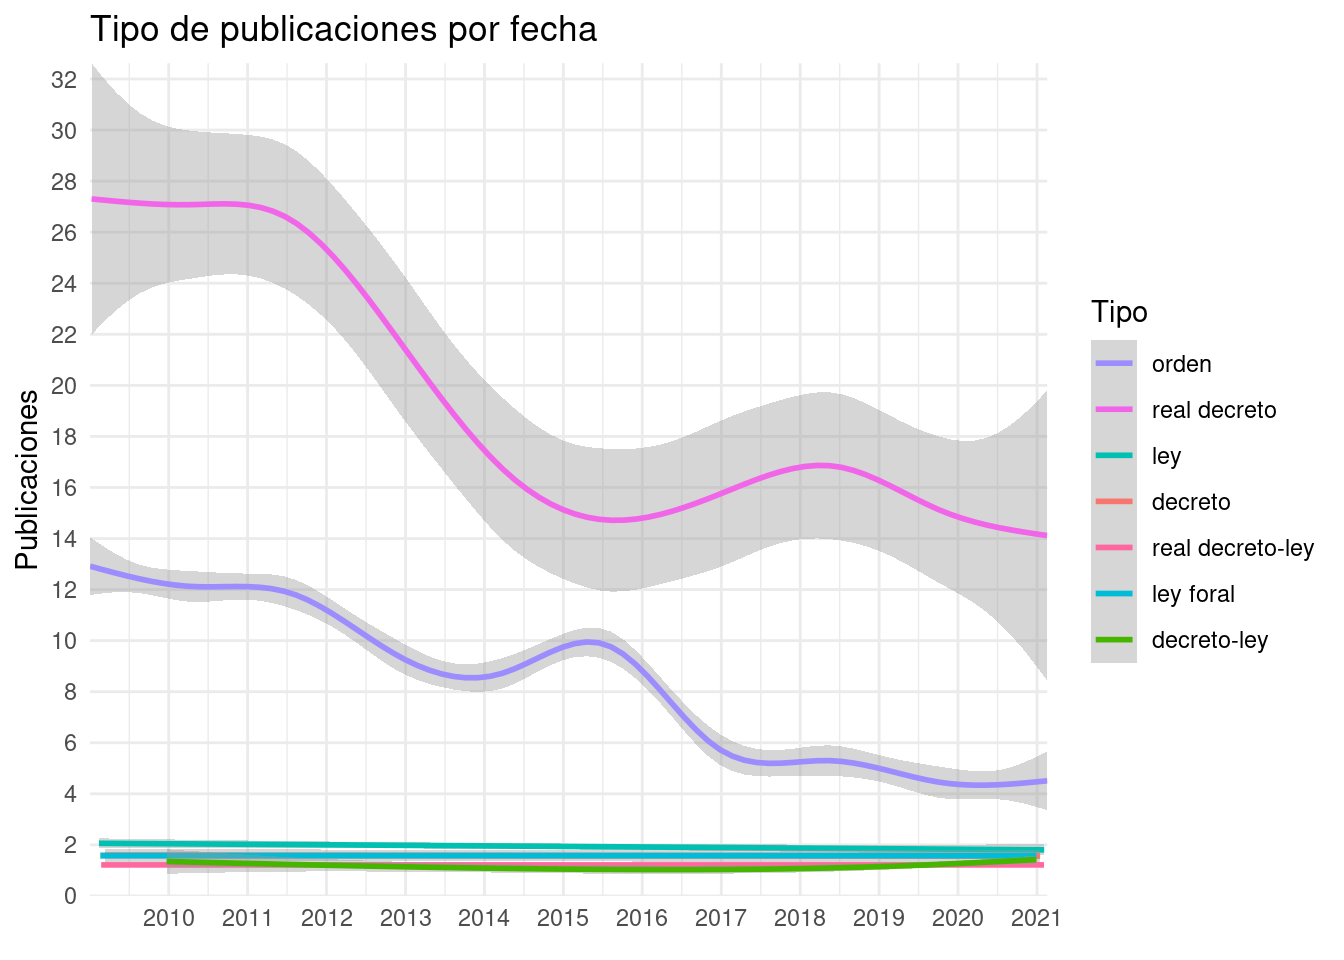 Tipo de publicaciones por fecha
Publicaciones
32
30
28
26
24
22
20
18
16
14
12
10
8
6
4
2
0
2010 2011 2012 2013 2014 2015 2016 2017 2018 2019 2020 2021
Tipo
orden
real decreto
ley
decreto
real decreto-ley
ley foral
decreto-ley